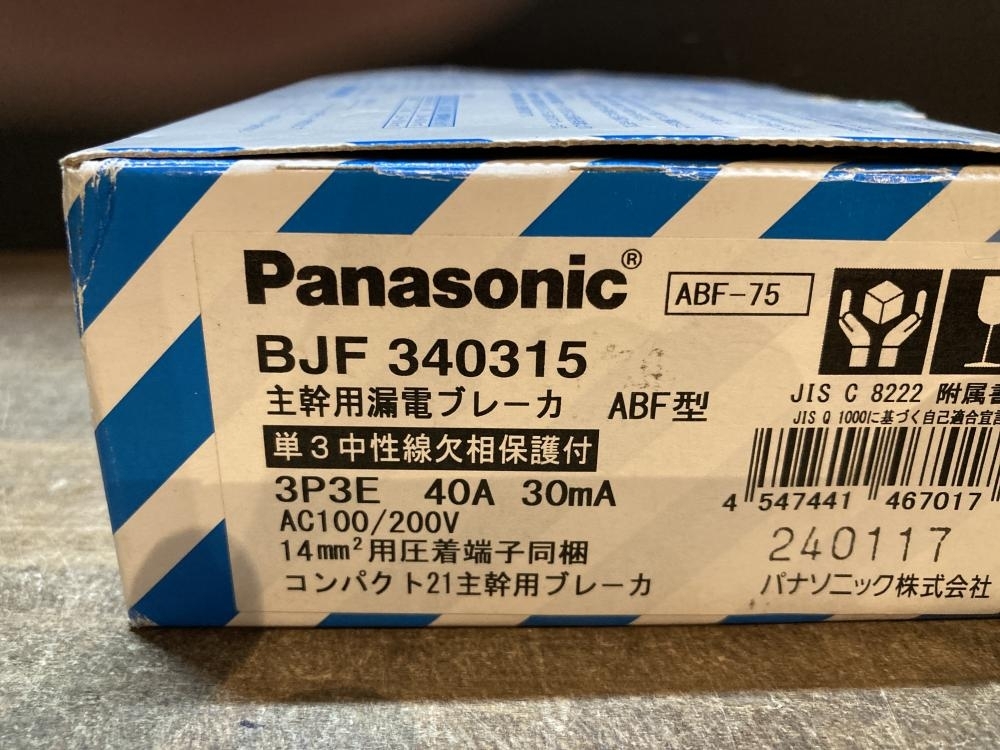 Panasonic®
ABF-75
BJF 340315
主幹用漏電ブレーカ ABF型
単3中性線欠相保護付
3P3E 40A 30mA
AC100/200V
14mm²用圧着端子同梱
コンパクト21主幹用ブレーカ
JIS C 8222 附属書
JIS Q 1000に基づく自己適合宣言
4 547441 467017
240117
パナソニック株式会社